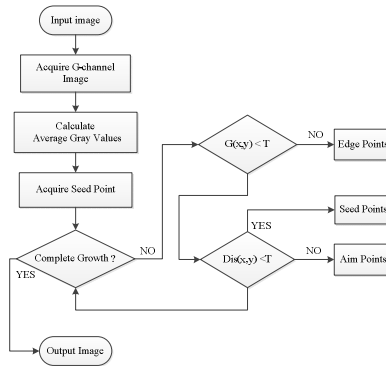 Input image
Acquire G-channel
Image
Calculate
Average Gray Values
Acquire Seed Point
Complete Growth ?
NO
YES
Output Image
G(x,y) < T
NO
Edge Points
YES
Seed Points
Dis(x,y) <T
NO
Aim Points